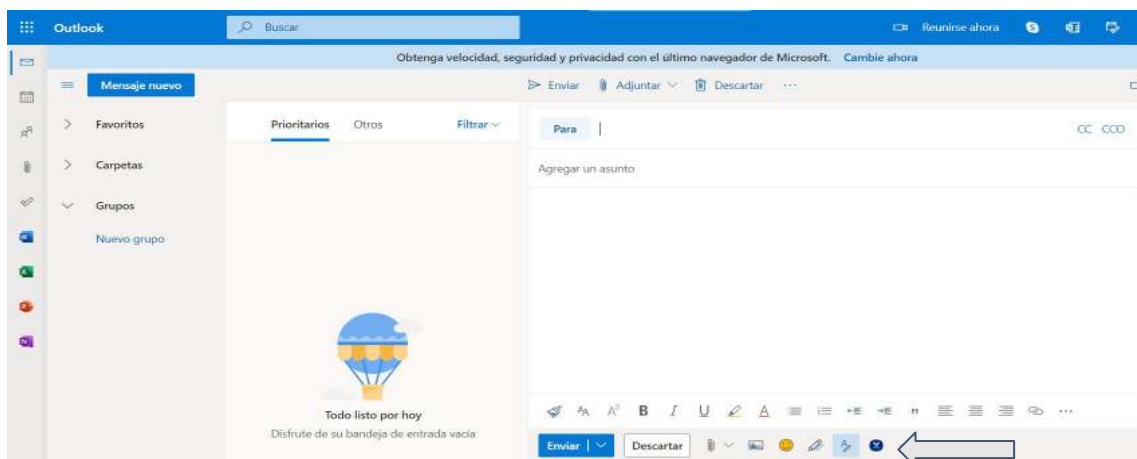 Outlook
Buscar
Reunirse ahora
Obtenga velocidad, seguridad y privacidad con el último navegador de Microsoft. Cambie ahora
Mensaje nuevo
Enviar Adjuntar Descartar ...
Favoritos
Prioritarios Otros Filtrar
Para
CC CCO
Carpetas
Agregar un asunto
Grupos
Nuevo grupo
Todo listo por hoy
Disfrute de su bandeja de entrada vacía
B I U A ...
Enviar Descartar